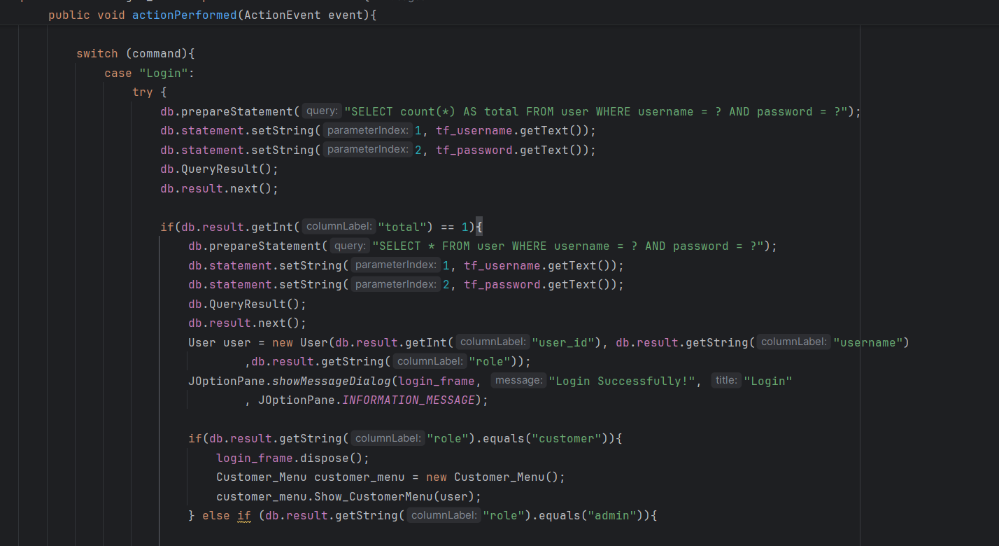 public void actionPerformed(ActionEvent event){
switch (command){
case "Login":
try {
db.prepareStatement( query: "SELECT count(*) AS total FROM user WHERE username = ? AND password = ?");
db.statement.setString( parameterIndex: 1, tf_username.getText());
db.statement.setString( parameterIndex: 2, tf_password.getText());
db.QueryResult();
db.result.next();
if(db.result.getInt( columnLabel: "total") == 1){
db.prepareStatement( query: "SELECT * FROM user WHERE username = ? AND password = ?");
db.statement.setString( parameterIndex: 1, tf_username.getText());
db.statement.setString( parameterIndex: 2, tf_password.getText());
db.QueryResult();
db.result.next();
User user = new User(db.result.getInt( columnLabel: "user_id"), db.result.getString( columnLabel: "username")
,db.result.getString( columnLabel: "role"));
JOptionPane.showMessageDialog(login_frame, message: "Login Successfully!", title: "Login"
, JOptionPane.INFORMATION_MESSAGE);
if(db.result.getString( columnLabel: "role").equals("customer")){
login_frame.dispose();
Customer_Menu customer_menu = new Customer_Menu();
customer_menu.Show_CustomerMenu(user);
} else if (db.result.getString( columnLabel: "role").equals("admin")){